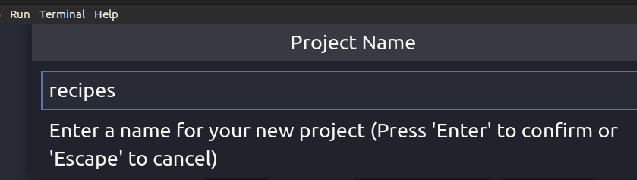 Run Terminal Help
Project Name
recipes
Enter a name for your new project (Press 'Enter' to confirm or
'Escape' to cancel)